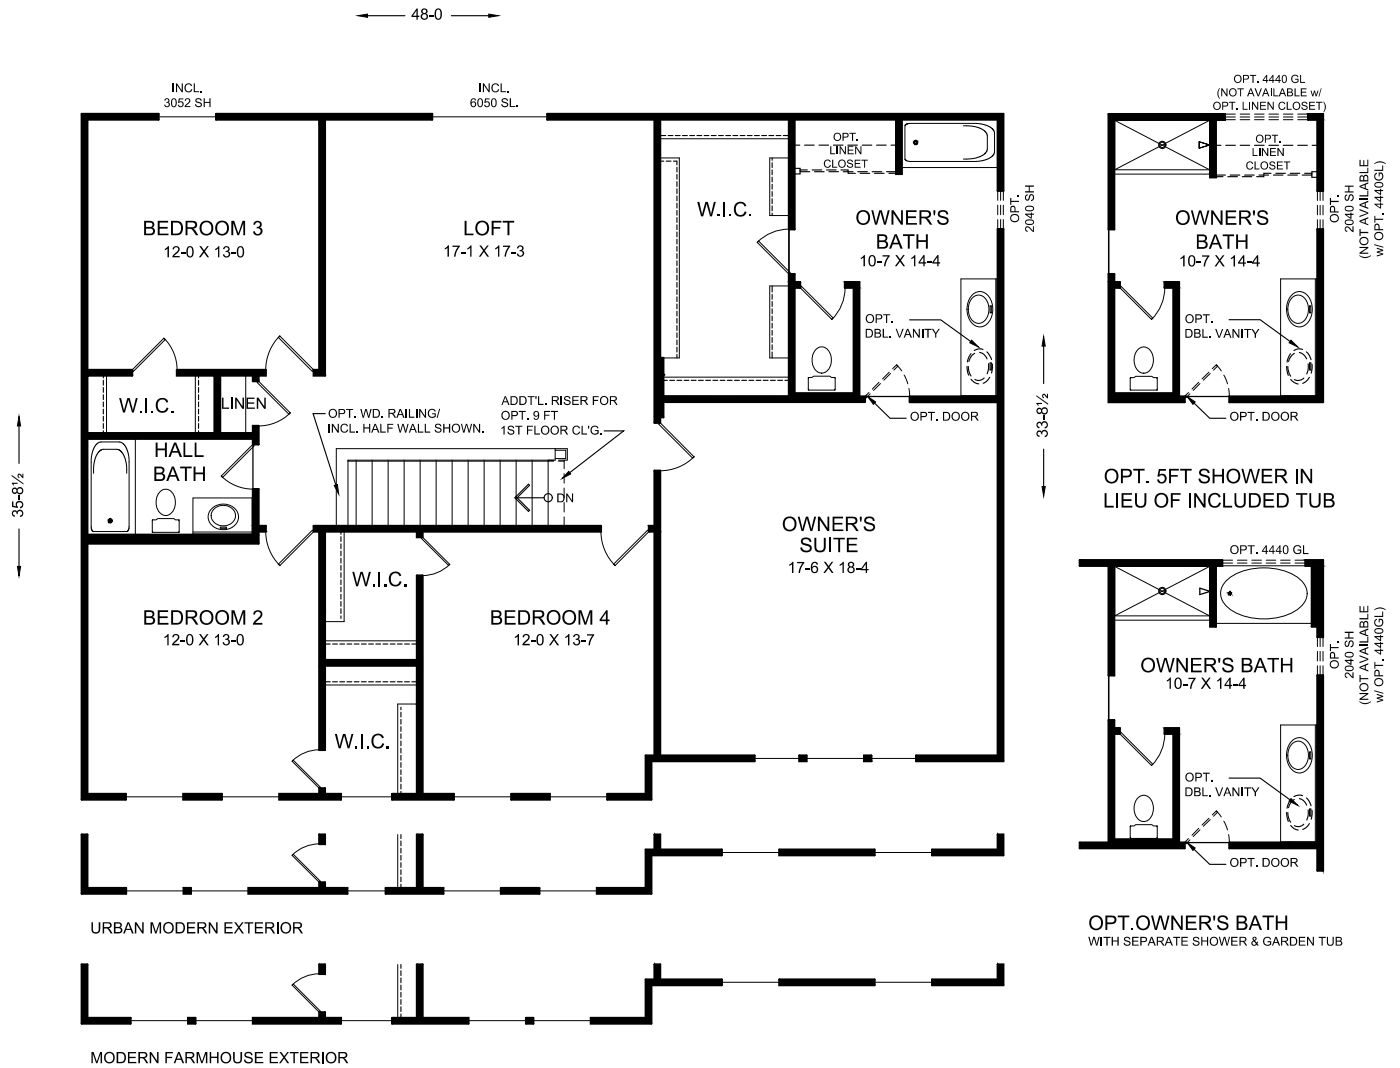 48-0
INCL.
3052 SH
INCL.
6050 SL.
BEDROOM 3
12-0 X 13-0
LOFT
17-1 X 17-3
W.I.C.
OPT.
LINEN
CLOSET
OWNER'S
BATH
10-7 X 14-4
OPT.
2040 SH
OPT.
DBL. VANITY
OPT. DOOR
W.I.C.
LINEN
HALL
BATH
OPT. WD. RAILING/
INCL. HALF WALL SHOWN.
ADDT'L. RISER FOR
OPT. 9 FT
1ST FLOOR CL'G.
DN
35-8½
33-8½
OWNER'S
SUITE
17-6 X 18-4
BEDROOM 2
12-0 X 13-0
W.I.C.
BEDROOM 4
12-0 X 13-7
W.I.C.
URBAN MODERN EXTERIOR
MODERN FARMHOUSE EXTERIOR
OPT. 4440 GL
(NOT AVAILABLE w/
OPT. LINEN CLOSET)
OPT.
LINEN
CLOSET
OWNER'S
BATH
10-7 X 14-4
OPT.
2040 SH
(NOT AVAILABLE
w/ OPT. 4440GL)
OPT.
DBL. VANITY
OPT. DOOR
OPT. 5FT SHOWER IN
LIEU OF INCLUDED TUB
OPT. 4440 GL
OWNER'S BATH
10-7 X 14-4
OPT.
2040 SH
(NOT AVAILABLE
w/ OPT. 4440GL)
OPT.
DBL. VANITY
OPT. DOOR
OPT.OWNER'S BATH
WITH SEPARATE SHOWER & GARDEN TUB